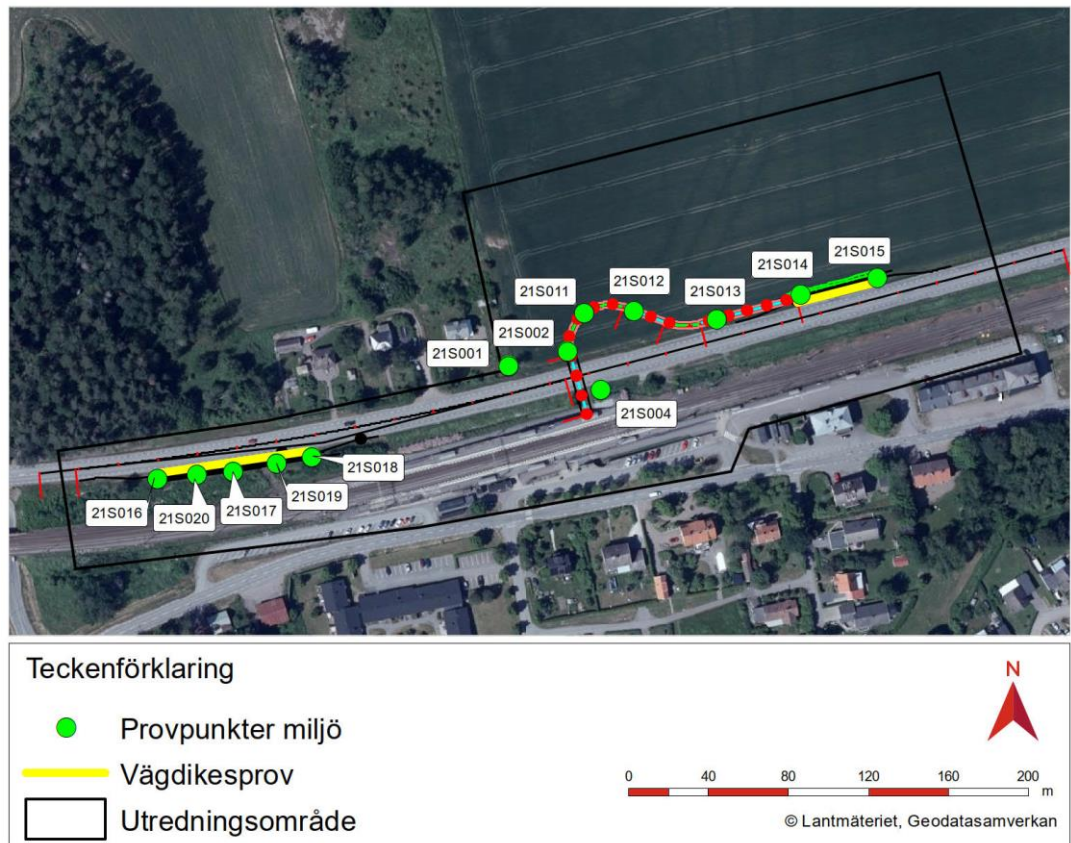 21S015
21S014
21S012
21S011
21S013
21S002
21S001
21S004
21S018
21S019
21S016
21S020
21S017
Teckenförklaring
Provpunkter miljö
Vägdikesprov
Utredningsområde
N
0 40 80 120 160 200
m
© Lantmäteriet, Geodatasamverkan